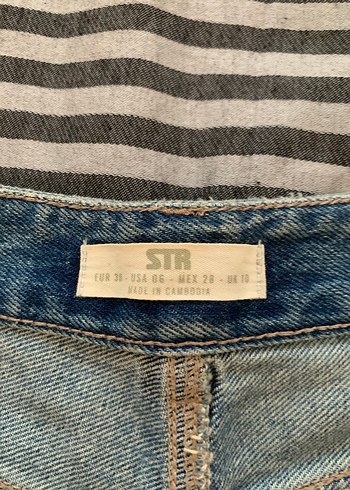 STR
EUR 38 - USA 06 - MEX 28 - UK 10
MADE IN CAMBODIA